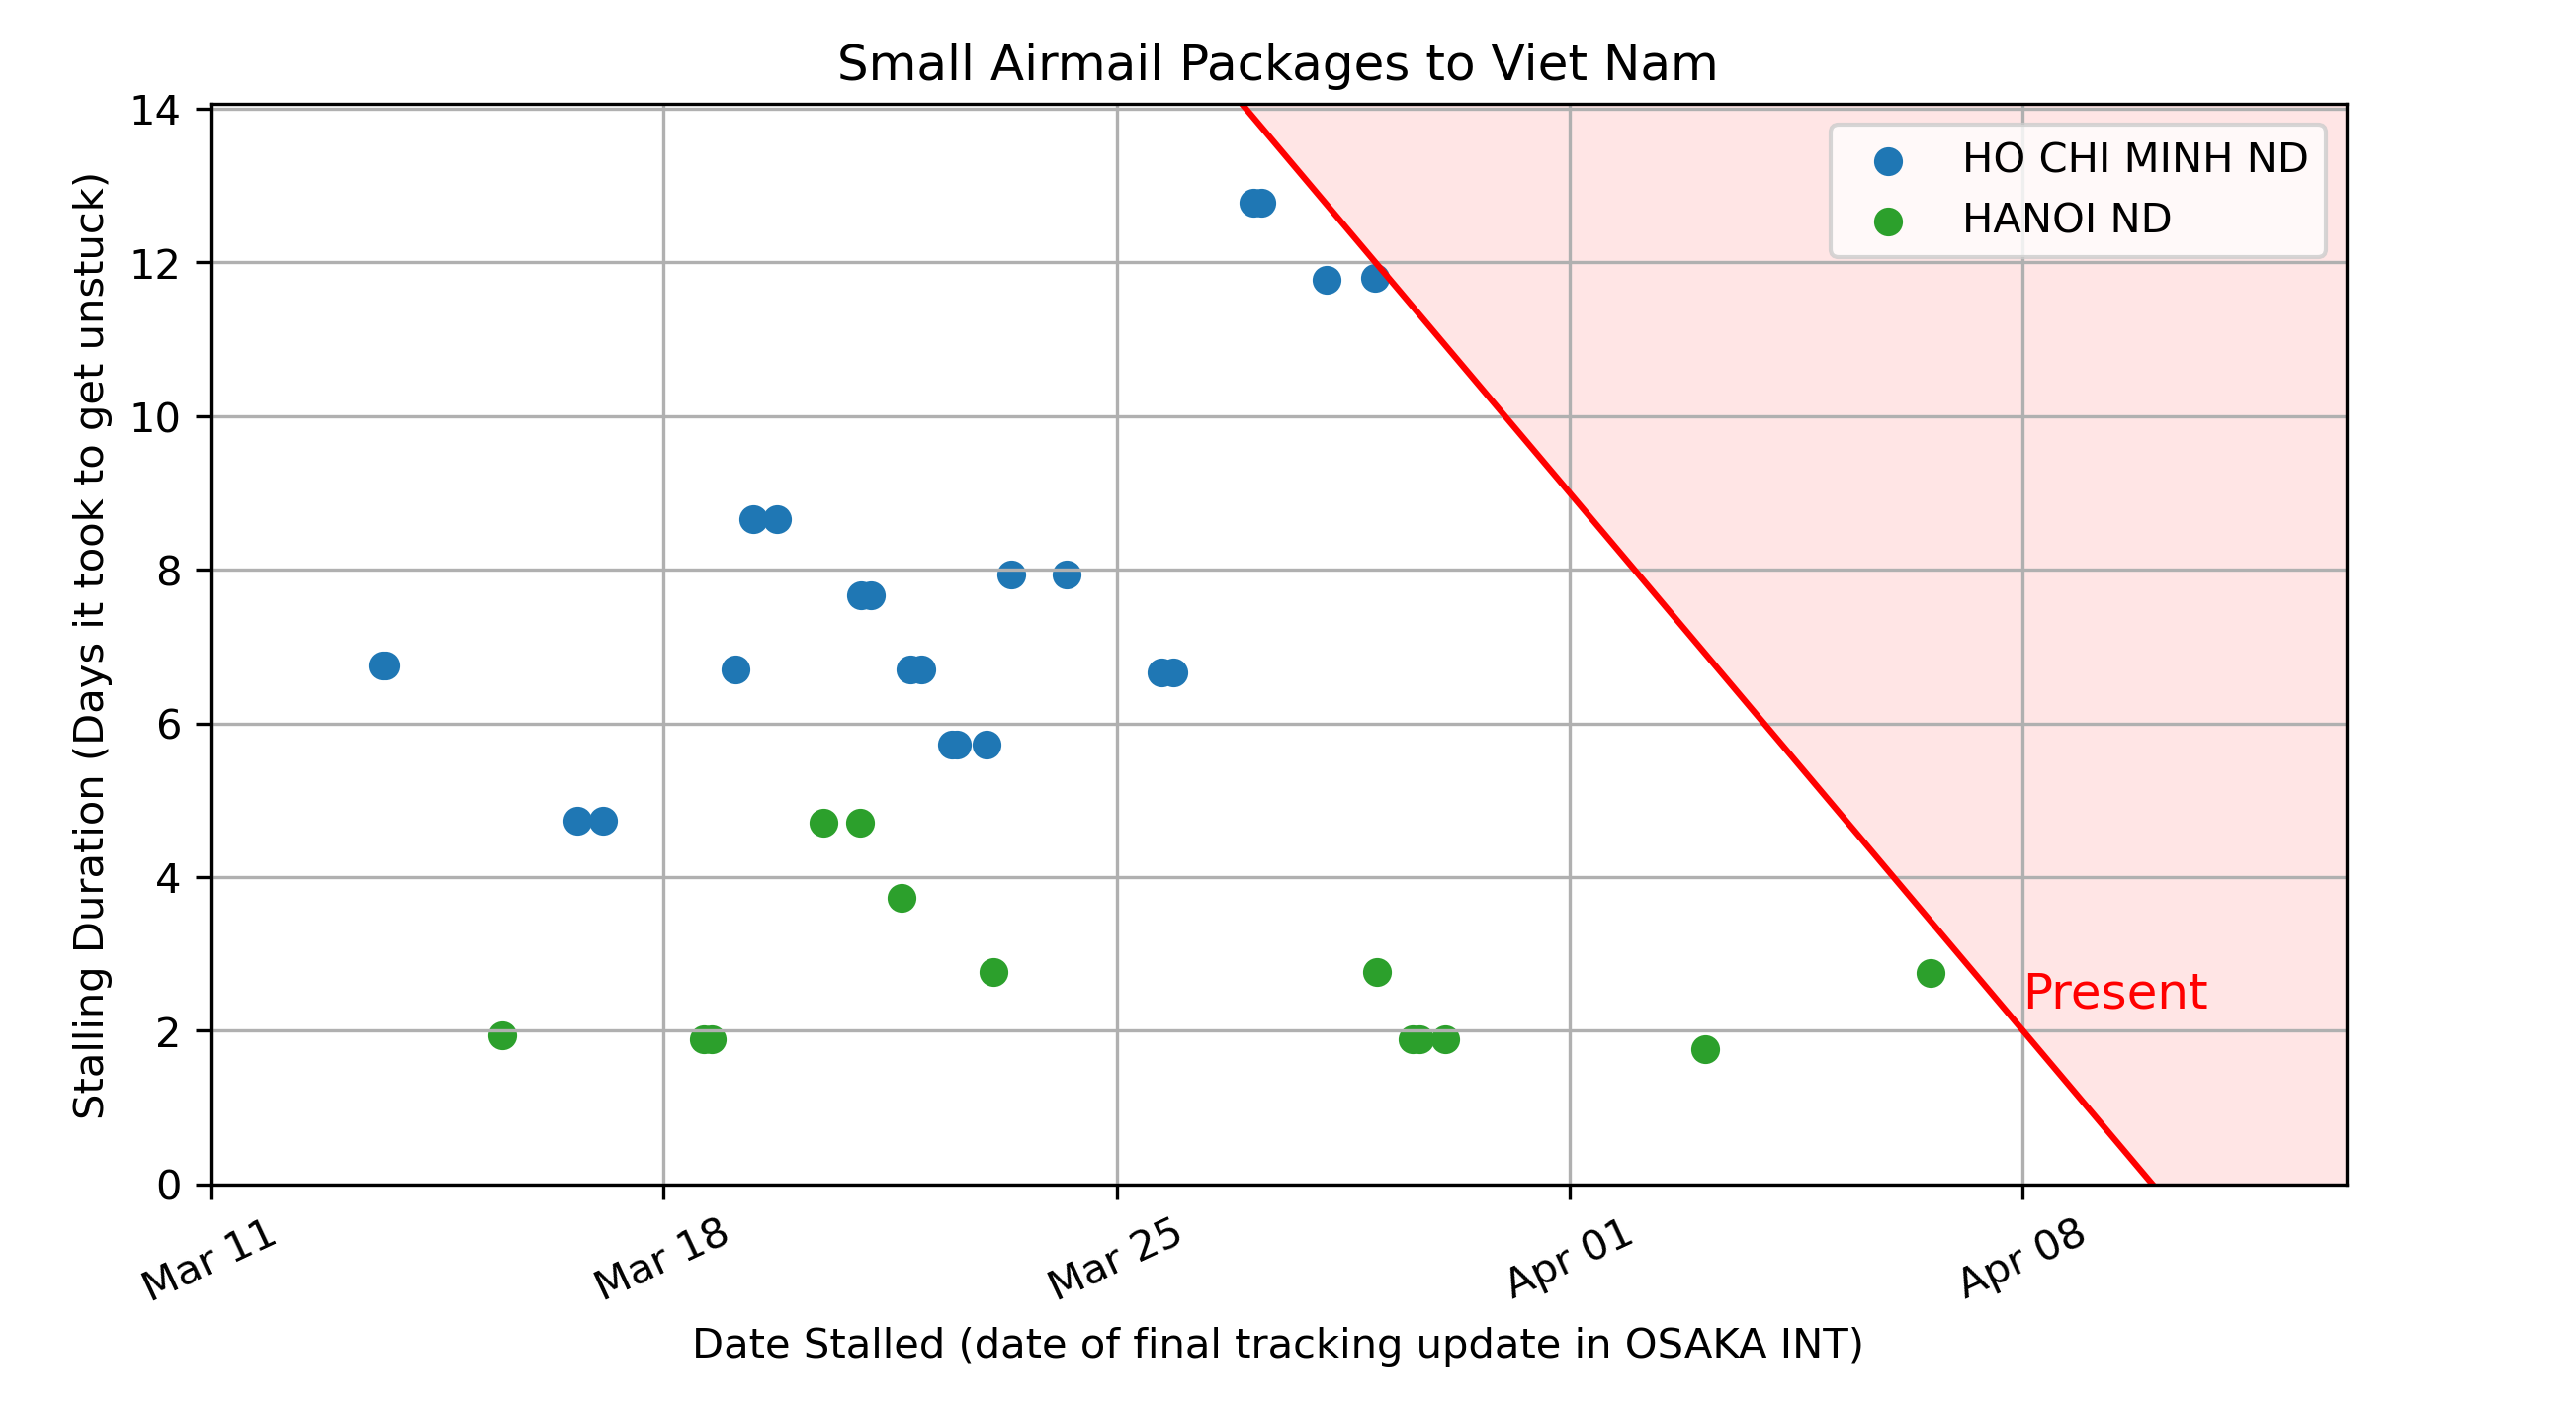 Small Airmail Packages to Viet Nam
Stalling Duration (Days it took to get unstuck)
14
12
10
8
6
4
2
0
HO CHI MINH ND
HANOI ND
Present
Mar 11
Mar 18
Mar 25
Apr 01
Apr 08
Date Stalled (date of final tracking update in OSAKA INT)